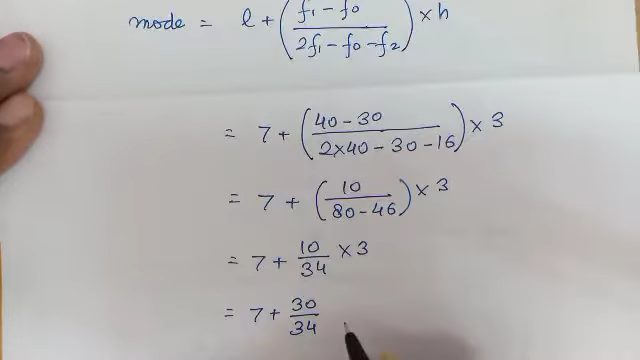 mode = l + (f₁ - f₀ / 2f₁ - f₀ - f₂) × h
= 7 + (40 - 30 / 2×40 - 30 - 16) × 3
= 7 + (10 / 80 - 46) × 3
= 7 + 10/34 × 3
= 7 + 30/34